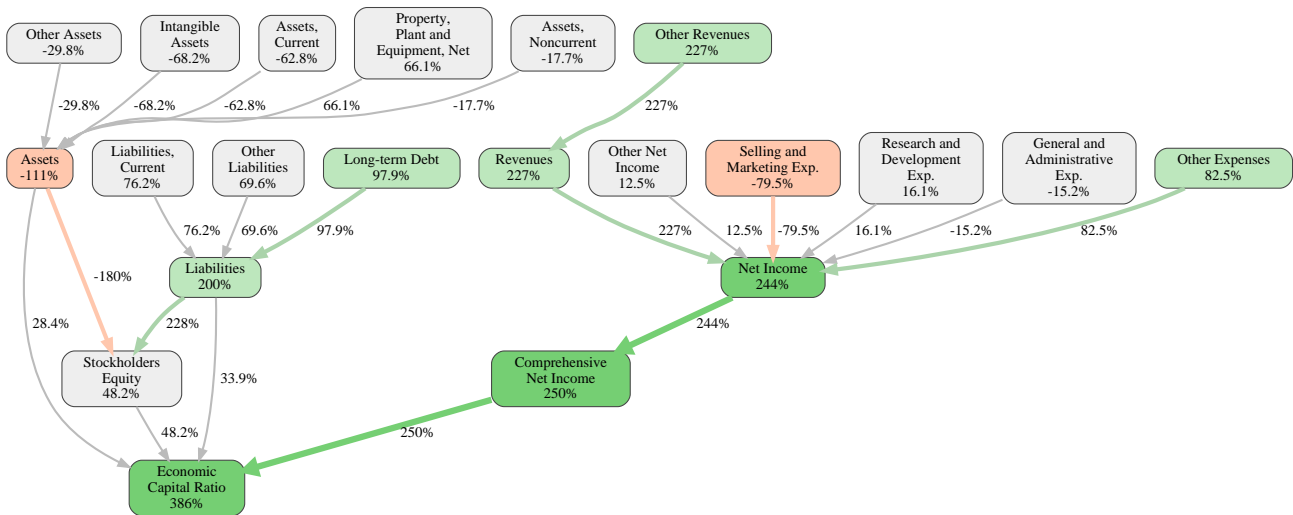 Other Assets
-29.8%
Intangible
Assets
-68.2%
Assets,
Current
-62.8%
Property,
Plant and
Equipment, Net
66.1%
Assets,
Noncurrent
-17.7%
Other Revenues
227%
-29.8%
-68.2%
-62.8%
66.1%
-17.7%
227%
Assets
-111%
Liabilities,
Current
76.2%
Other
Liabilities
69.6%
Long-term Debt
97.9%
Revenues
227%
Other Net
Income
12.5%
Selling and
Marketing Exp.
-79.5%
Research and
Development
Exp.
16.1%
General and
Administrative
Exp.
-15.2%
Other Expenses
82.5%
76.2%
69.6%
97.9%
227%
12.5%
-79.5%
16.1%
-15.2%
82.5%
-180%
Liabilities
200%
Net Income
244%
28.4%
228%
244%
Stockholders
Equity
48.2%
33.9%
Comprehensive
Net Income
250%
48.2%
250%
Economic
Capital Ratio
386%